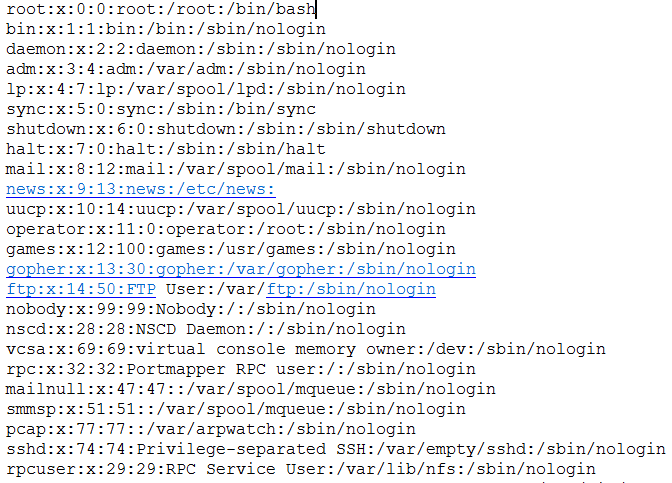 root:x:0:0:root:/root:/bin/bash
bin:x:1:1:bin:/bin:/sbin/nologin
daemon:x:2:2:daemon:/sbin:/sbin/nologin
adm:x:3:4:adm:/var/adm:/sbin/nologin
lp:x:4:7:lp:/var/spool/lpd:/sbin/nologin
sync:x:5:0:sync:/sbin:/bin/sync
shutdown:x:6:0:shutdown:/sbin:/sbin/shutdown
halt:x:7:0:halt:/sbin:/sbin/halt
mail:x:8:12:mail:/var/spool/mail:/sbin/nologin
news:x:9:13:news:/etc/news:
uucp:x:10:14:uucp:/var/spool/uucp:/sbin/nologin
operator:x:11:0:operator:/root:/sbin/nologin
games:x:12:100:games:/usr/games:/sbin/nologin
gopher:x:13:30:gopher:/var/gopher:/sbin/nologin
ftp:x:14:50:FTP User:/var/ftp:/sbin/nologin
nobody:x:99:99:Nobody:/:/sbin/nologin
nscd:x:28:28:NSCD Daemon:/:/sbin/nologin
vcsa:x:69:69:virtual console memory owner:/dev:/sbin/nologin
rpc:x:32:32:Portmapper RPC user:/:/sbin/nologin
mailnull:x:47:47::/var/spool/mqueue:/sbin/nologin
smmsp:x:51:51::/var/spool/mqueue:/sbin/nologin
pcap:x:77:77::/var/arpwatch:/sbin/nologin
sshd:x:74:74:Privilege-separated SSH:/var/empty/sshd:/sbin/nologin
rpcuser:x:29:29:RPC Service User:/var/lib/nfs:/sbin/nologin